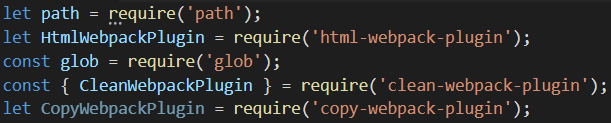 let path = require('path');
let HtmlWebpackPlugin = require('html-webpack-plugin');
const glob = require('glob');
const { CleanWebpackPlugin } = require('clean-webpack-plugin');
let CopyWebpackPlugin = require('copy-webpack-plugin');